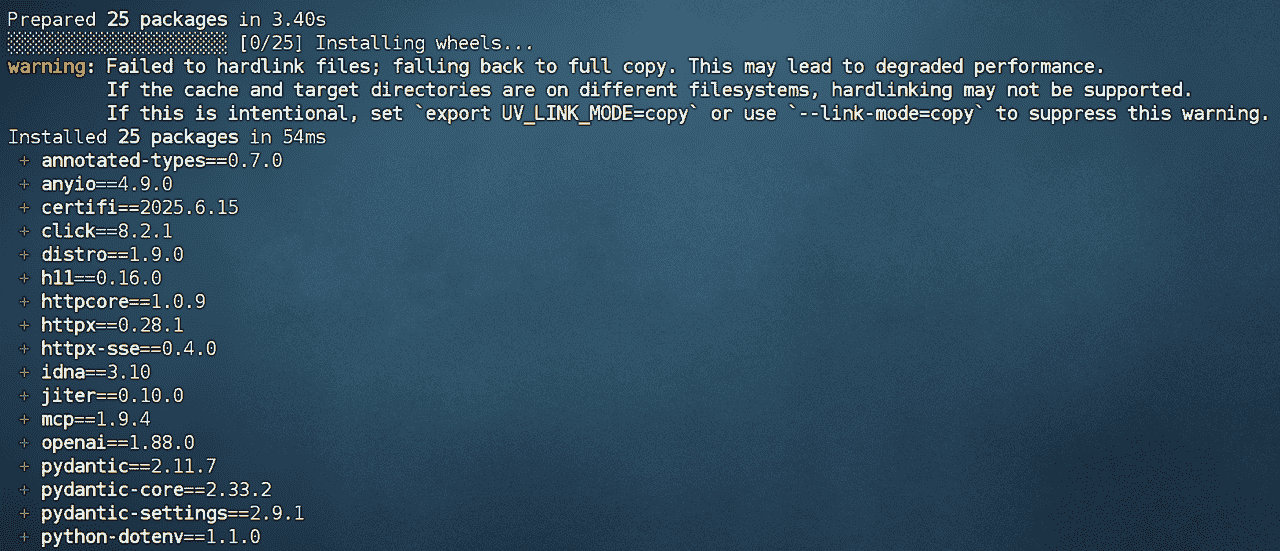 Prepared 25 packages in 3.40s
░░░░░░░░░░░░░░░░░░░░ [0/25] Installing wheels...
warning: Failed to hardlink files; falling back to full copy. This may lead to degraded performance.
         If the cache and target directories are on different filesystems, hardlinking may not be supported.
         If this is intentional, set `export UV_LINK_MODE=copy` or use `--link-mode=copy` to suppress this warning.
Installed 25 packages in 54ms
 + annotated-types==0.7.0
 + anyio==4.9.0
 + certifi==2025.6.15
 + click==8.2.1
 + distro==1.9.0
 + h11==0.16.0
 + httpcore==1.0.9
 + httpx==0.28.1
 + httpx-sse==0.4.0
 + idna==3.10
 + jiter==0.10.0
 + mcp==1.9.4
 + openai==1.88.0
 + pydantic==2.11.7
 + pydantic-core==2.33.2
 + pydantic-settings==2.9.1
 + python-dotenv==1.1.0